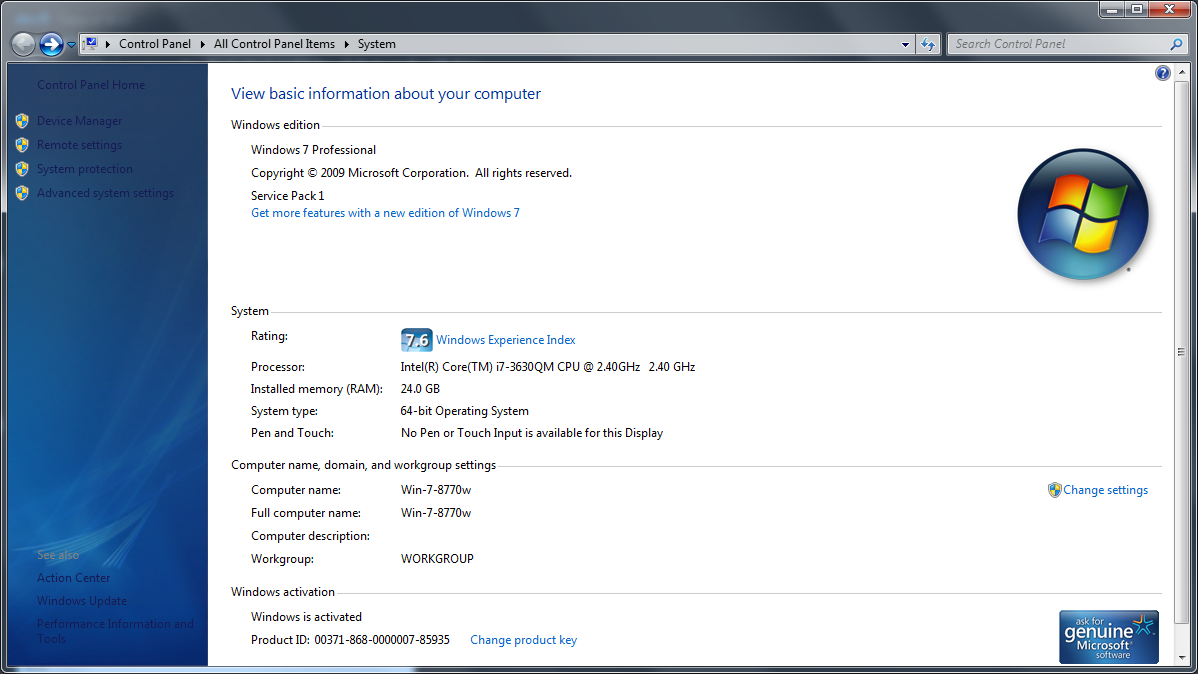 Control Panel ▸ All Control Panel Items ▸ System
Search Control Panel
Control Panel Home
Device Manager
Remote settings
System protection
Advanced system settings
See also
Action Center
Windows Update
Performance Information and
Tools
View basic information about your computer
Windows edition
Windows 7 Professional
Copyright © 2009 Microsoft Corporation. All rights reserved.
Service Pack 1
Get more features with a new edition of Windows 7
System
Rating: 7.6 Windows Experience Index
Processor: Intel(R) Core(TM) i7-3630QM CPU @ 2.40GHz 2.40 GHz
Installed memory (RAM): 24.0 GB
System type: 64-bit Operating System
Pen and Touch: No Pen or Touch Input is available for this Display
Computer name, domain, and workgroup settings
Computer name: Win-7-8770w Change settings
Full computer name: Win-7-8770w
Computer description:
Workgroup: WORKGROUP
Windows activation
Windows is activated
Product ID: 00371-868-0000007-85935 Change product key
ask for
genuine
Microsoft®
software